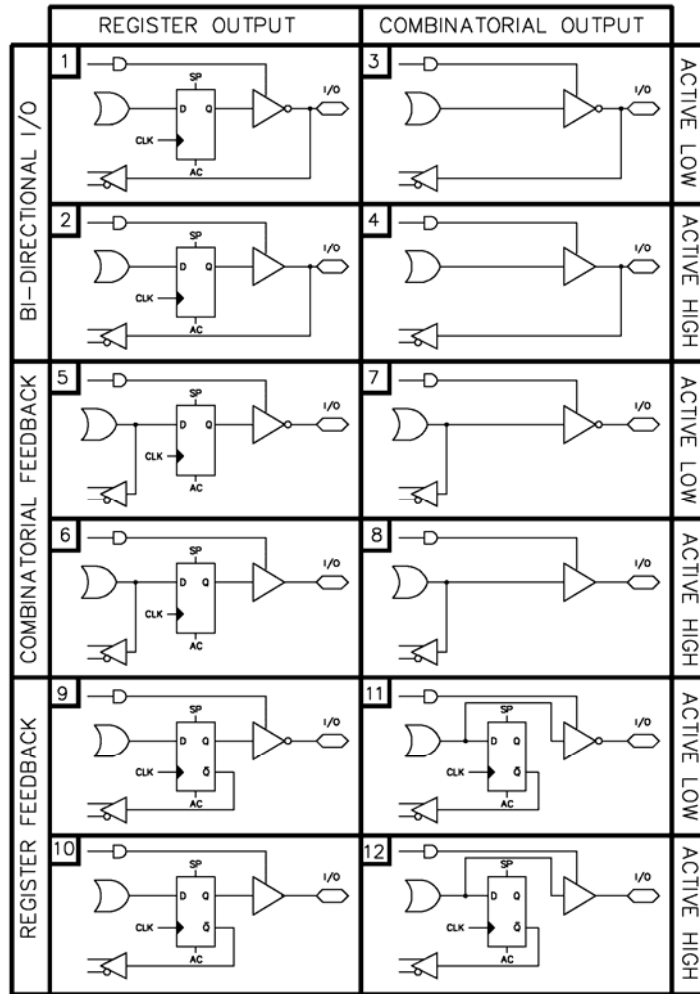 REGISTER OUTPUT
COMBINATORIAL OUTPUT
BI-DIRECTIONAL I/O
1
SP
D Q
CLK
AC
I/O
3
I/O
ACTIVE LOW
2
SP
D Q
CLK
AC
I/O
4
I/O
ACTIVE HIGH
COMBINATORIAL FEEDBACK
5
SP
D Q
CLK
AC
I/O
7
I/O
ACTIVE LOW
6
SP
D Q
CLK
AC
I/O
8
I/O
ACTIVE HIGH
REGISTER FEEDBACK
9
SP
D Q
CLK Q̅
AC
I/O
11
SP
D Q
CLK Q̅
AC
I/O
ACTIVE LOW
10
SP
D Q
CLK Q̅
AC
I/O
12
SP
D Q
CLK Q̅
AC
I/O
ACTIVE HIGH